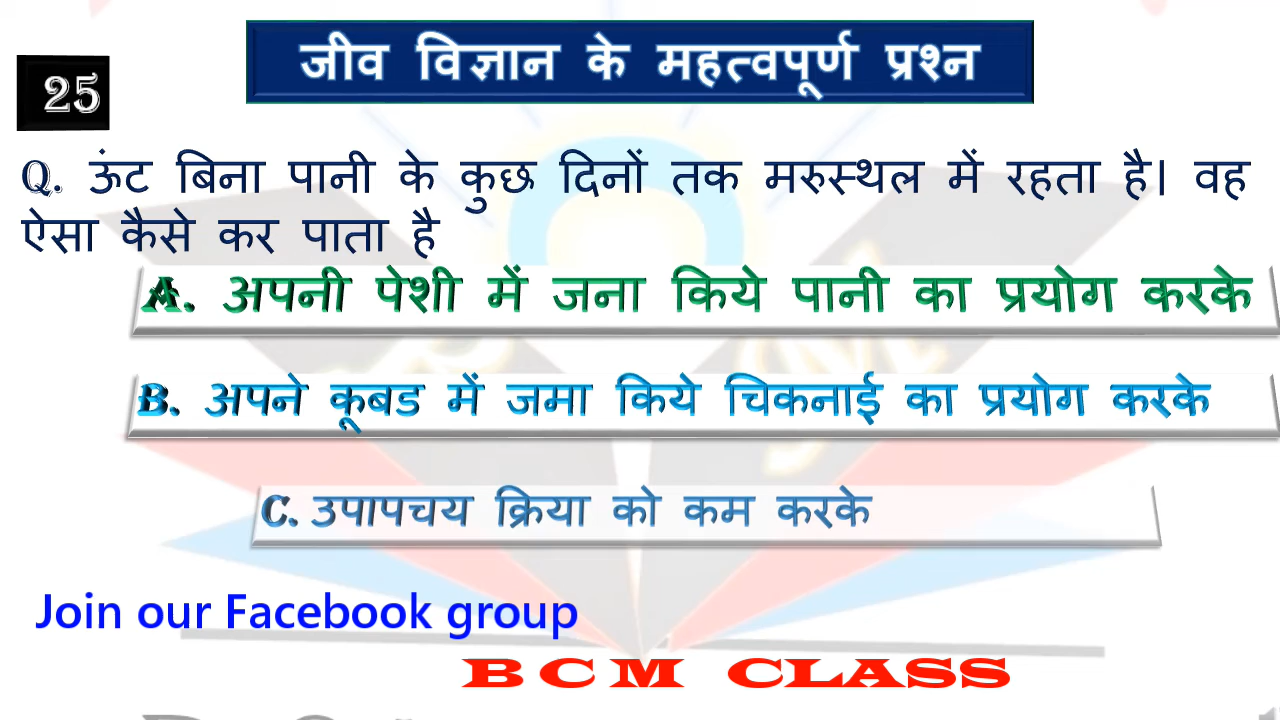 जीव विज्ञान के महत्वपूर्ण प्रश्न
25
Q. ऊंट बिना पानी के कुछ दिनों तक मरुस्थल में रहता है। वह
ऐसा कैसे कर पाता है
A. अपनी पेशी में जना किये पानी का प्रयोग करके
B. अपने कूबड में जमा किये चिकनाई का प्रयोग करके
C. उपापचय क्रिया को कम करके
Join our Facebook group
BCM CLASS